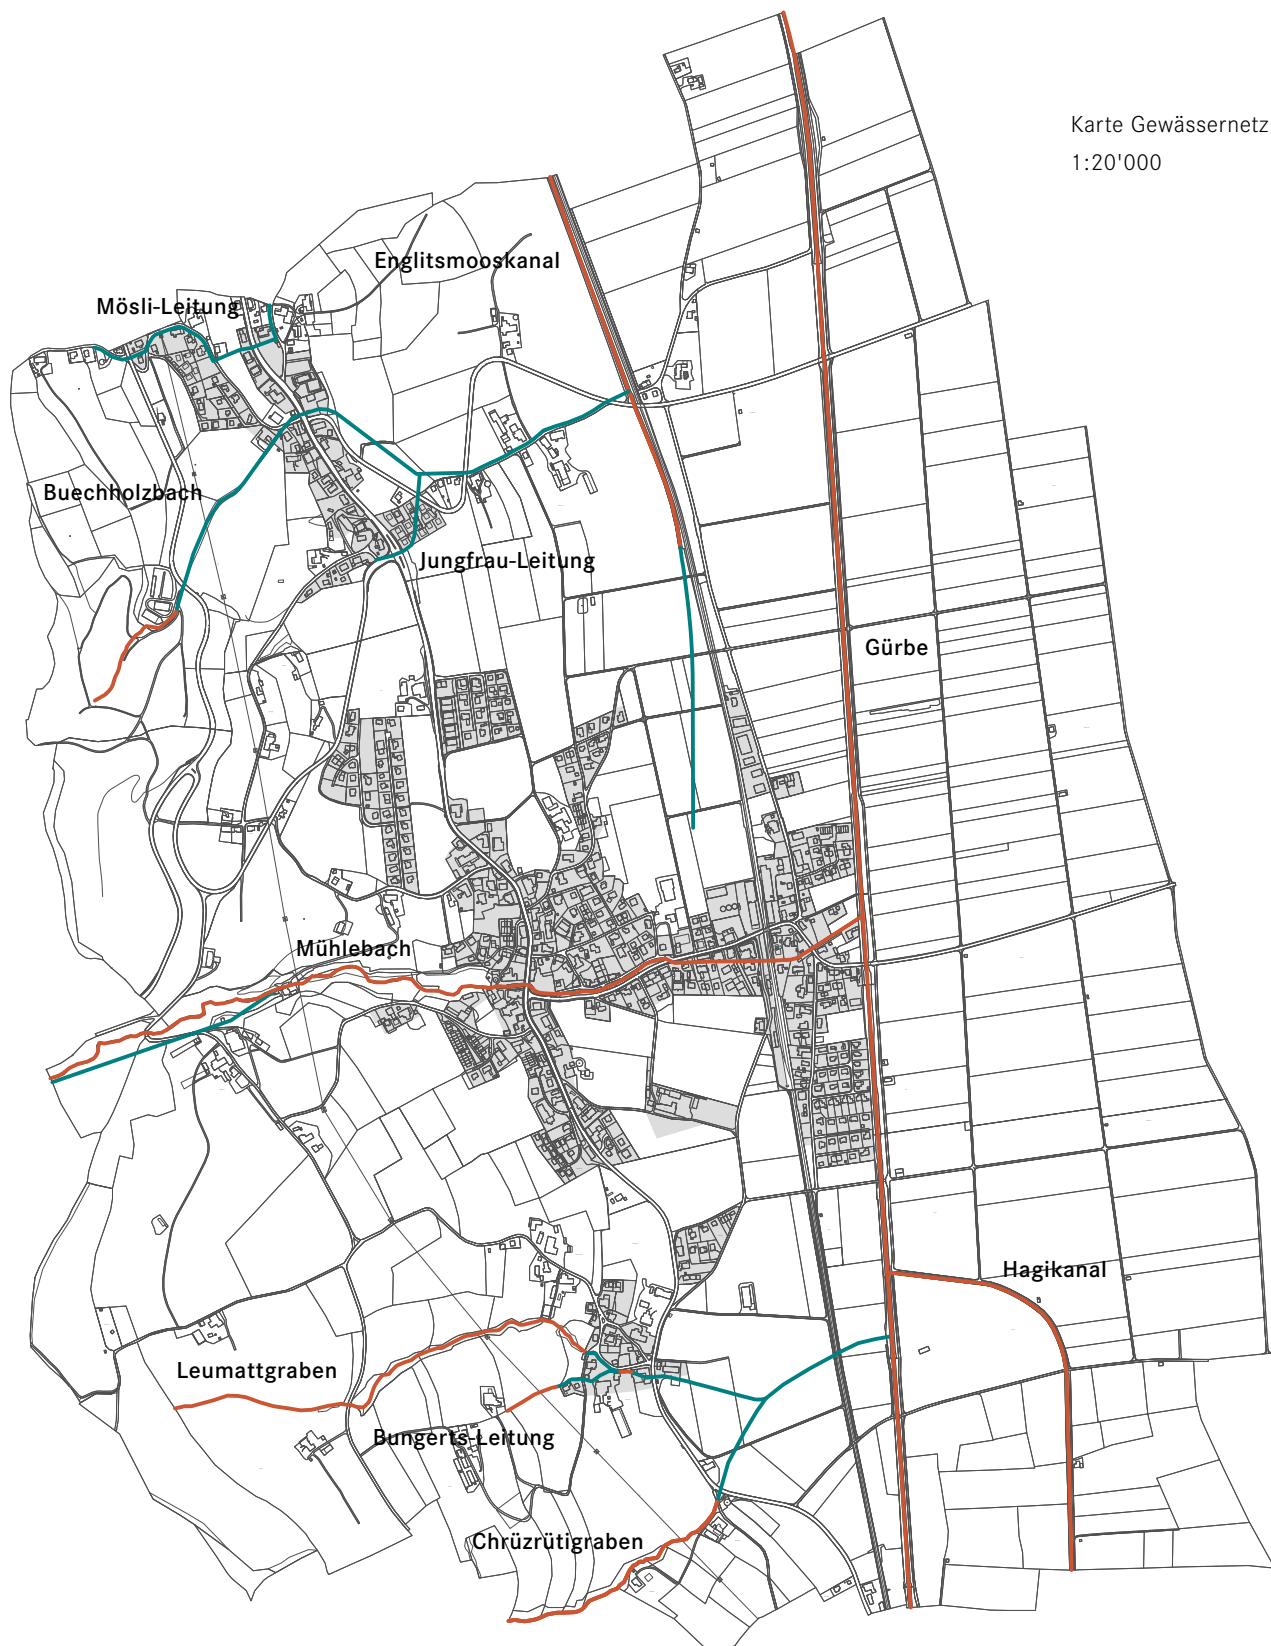 Karte Gewässernetz
1:20'000
Englitsmooskanal
Mösli-Leitung
Buechholzbach
Jungfrau-Leitung
Gürbe
Mühlebach
Hagikanal
Leumattgraben
Bungerts-Leitung
Chrüzrütigraben